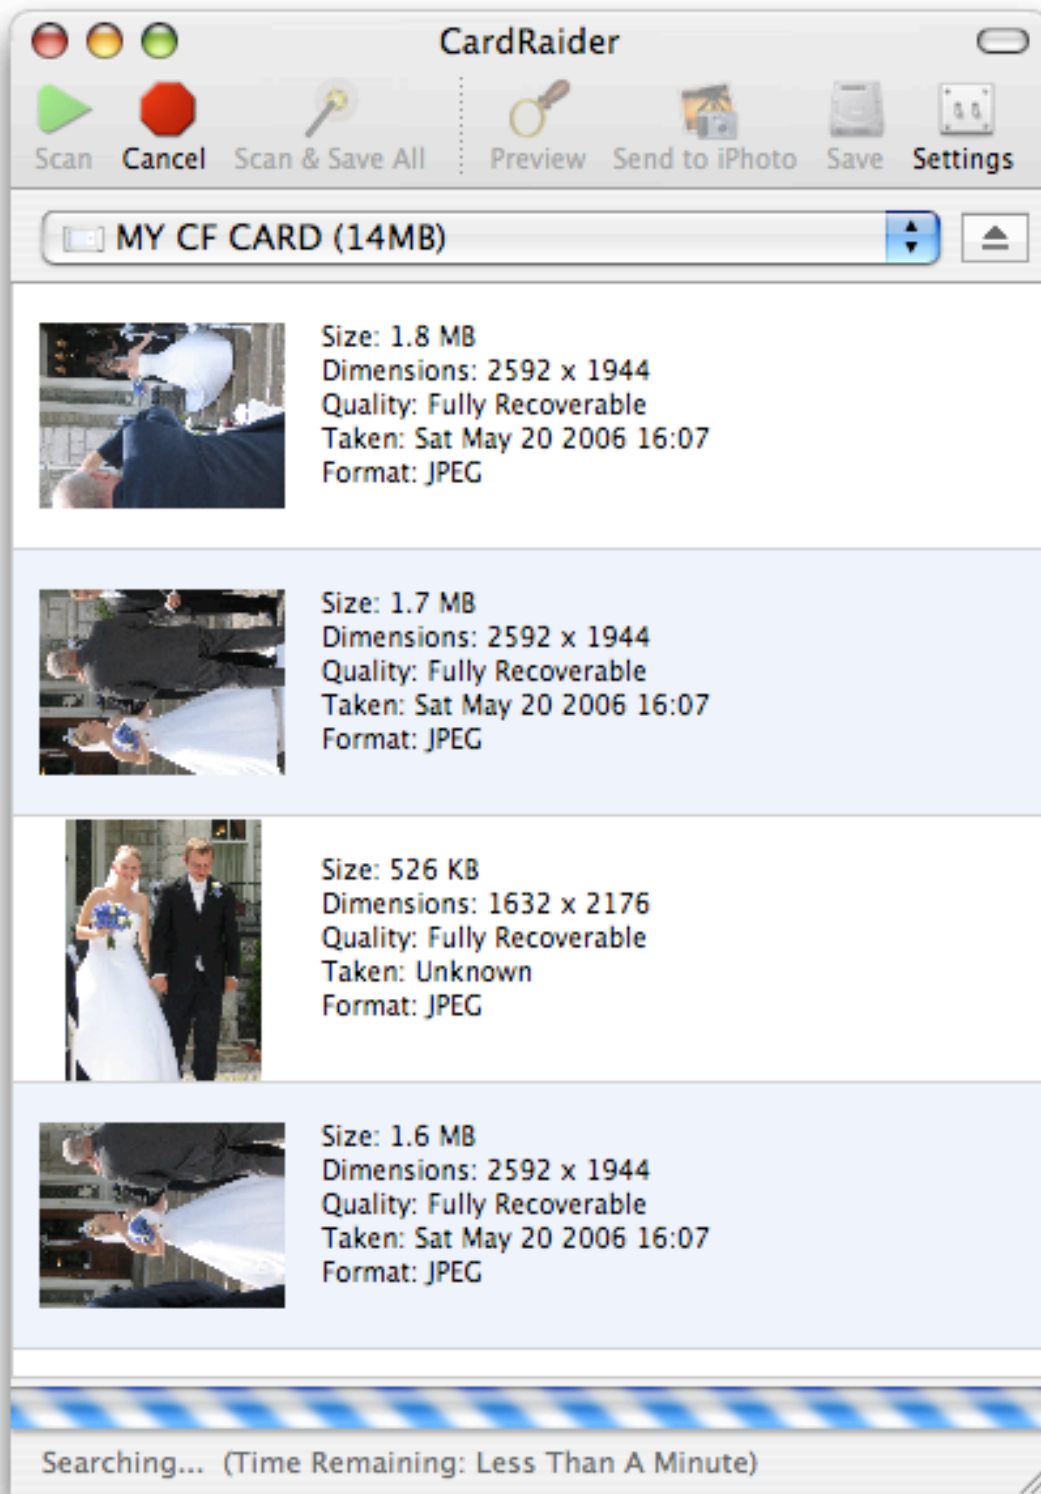 CardRaider
Scan Cancel Scan & Save All Preview Send to iPhoto Save Settings
MY CF CARD (14MB)
Size: 1.8 MB
Dimensions: 2592 x 1944
Quality: Fully Recoverable
Taken: Sat May 20 2006 16:07
Format: JPEG
Size: 1.7 MB
Dimensions: 2592 x 1944
Quality: Fully Recoverable
Taken: Sat May 20 2006 16:07
Format: JPEG
Size: 526 KB
Dimensions: 1632 x 2176
Quality: Fully Recoverable
Taken: Unknown
Format: JPEG
Size: 1.6 MB
Dimensions: 2592 x 1944
Quality: Fully Recoverable
Taken: Sat May 20 2006 16:07
Format: JPEG
Searching... (Time Remaining: Less Than A Minute)